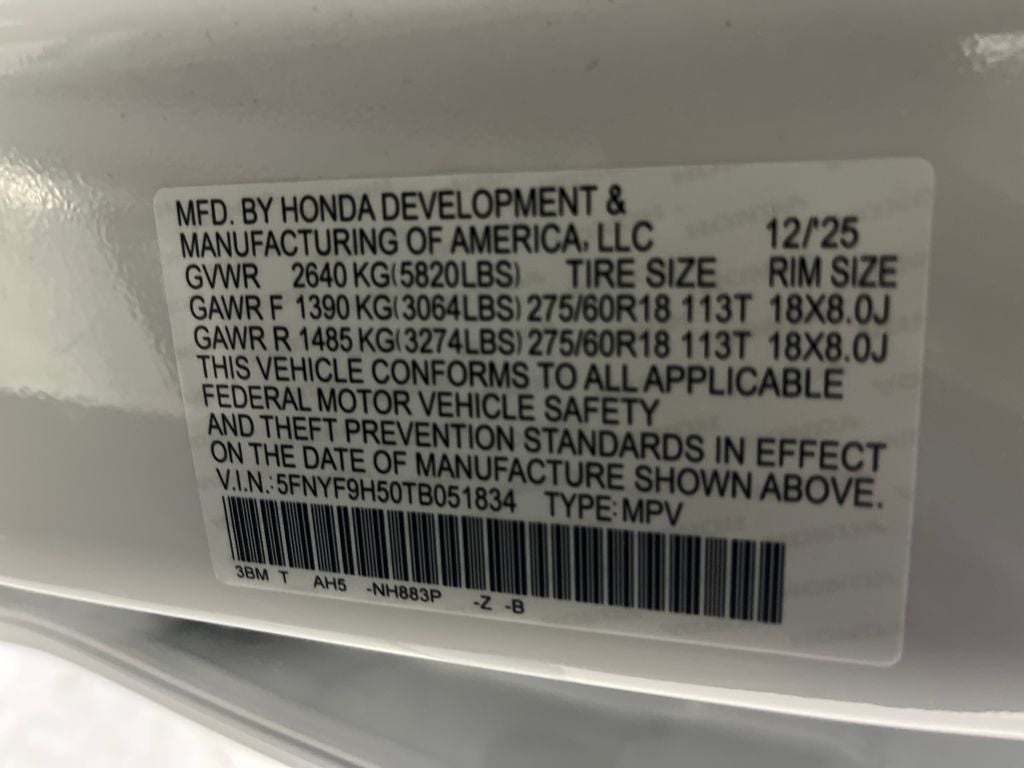 MFD. BY HONDA DEVELOPMENT &
MANUFACTURING OF AMERICA, LLC 12/'25
GVWR 2640 KG(5820LBS) TIRE SIZE RIM SIZE
GAWR F 1390 KG(3064LBS) 275/60R18 113T 18X8.0J
GAWR R 1485 KG(3274LBS) 275/60R18 113T 18X8.0J
THIS VEHICLE CONFORMS TO ALL APPLICABLE
FEDERAL MOTOR VEHICLE SAFETY
AND THEFT PREVENTION STANDARDS IN EFFECT
ON THE DATE OF MANUFACTURE SHOWN ABOVE.
V.I.N.: 5FNYF9H50TB051834 TYPE: MPV
3BM T AH5 -NH883P -Z -B